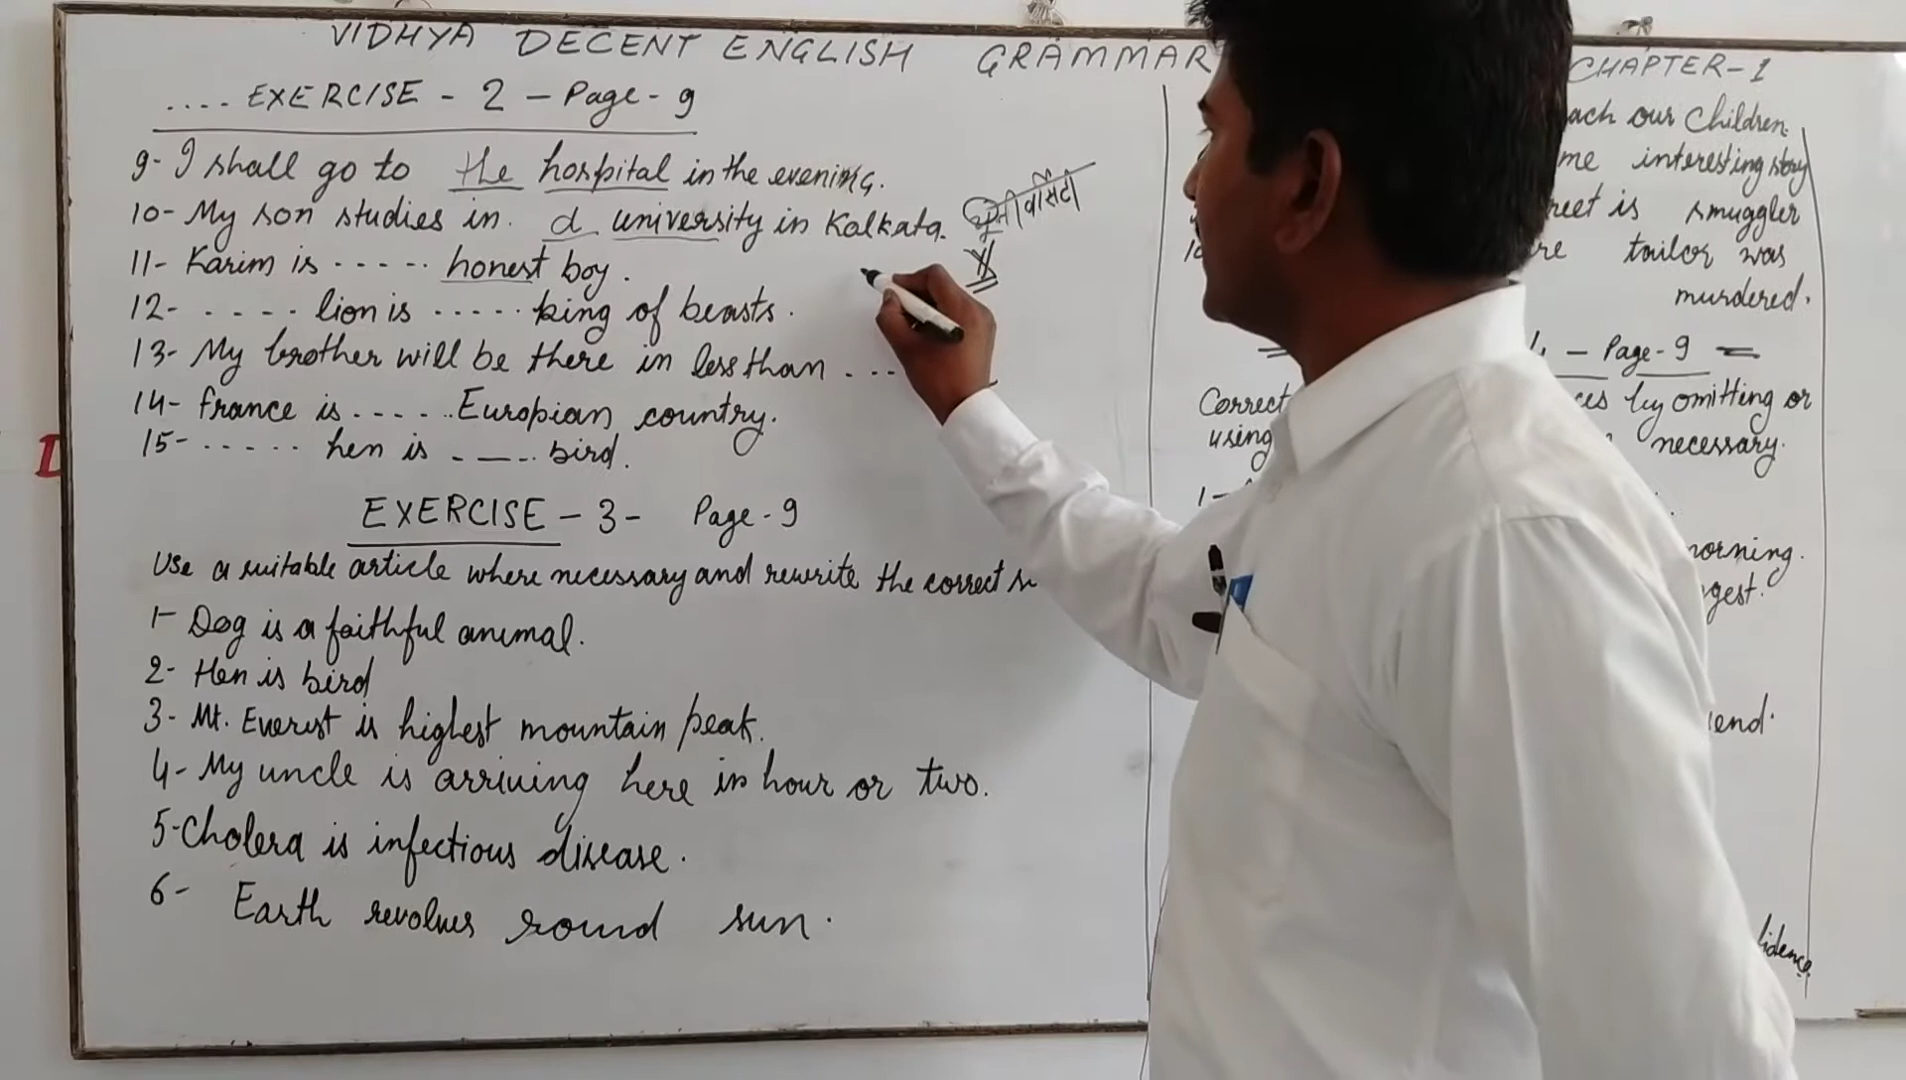 VIDHYA DECENT ENGLISH GRAMMAR CHAPTER-1
.... EXERCISE - 2 - Page - 9
9- I shall go to the hospital in the evening.
10- My son studies in. a university in Kolkata. यूनीवर्सिटी
11- Karim is ..... honest boy.
12- ..... lion is ..... king of beasts.
13- My brother will be there in less than ...
14- France is ..... Europian country.
15- ..... hen is ..... bird.
EXERCISE - 3 - Page - 9
Use a suitable article where necessary and rewrite the correct
1- Dog is a faithful animal.
2- Hen is bird
3- Mt. Everest is highest mountain peak.
4- My uncle is arriving here in hour or two.
5- Cholera is infectious disease.
6- Earth revolves round sun.
each our children.
me interesting story
reet is smuggler
tailor was
murdered.
4 - Page - 9
Correct by omitting or
using necessary.
1-
morning.
gest.